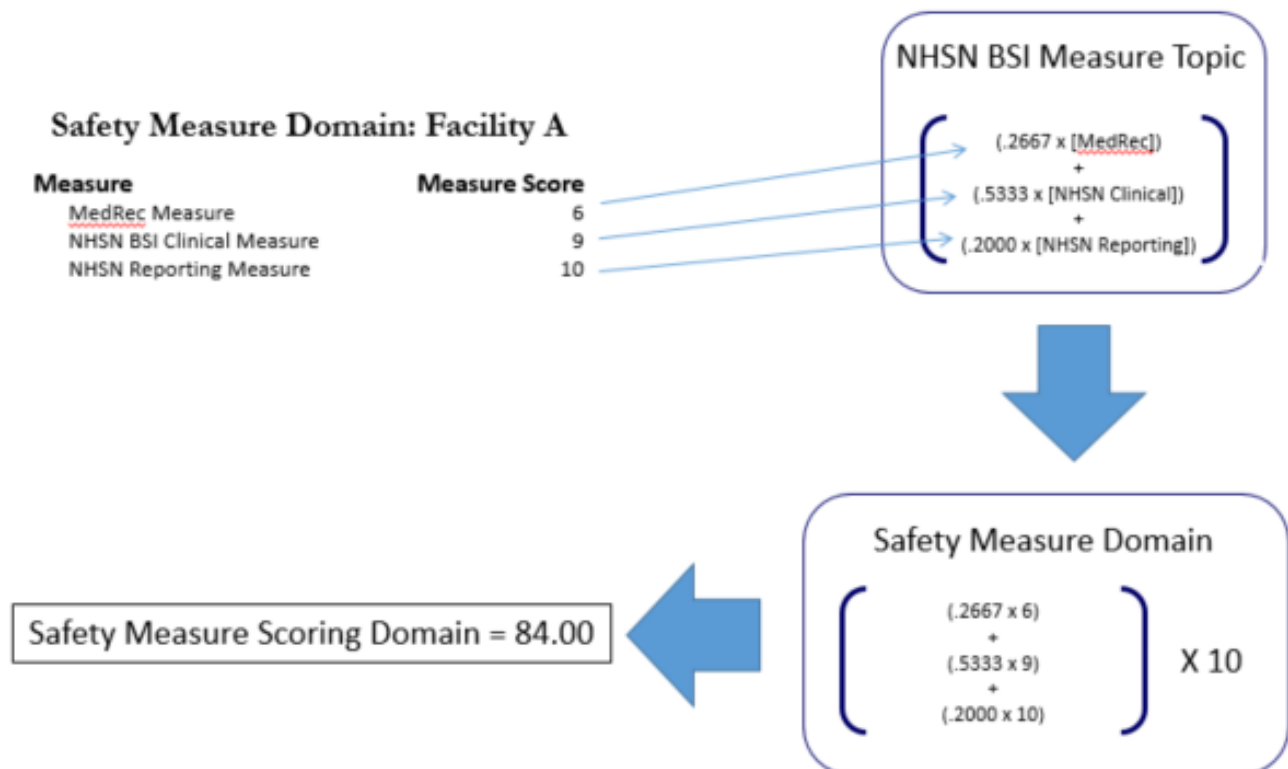 NHSN BSI Measure Topic
(.2667 x [MedRec])
+
(.5333 x [NHSN Clinical])
+
(.2000 x [NHSN Reporting])
Safety Measure Domain: Facility A
Measure Measure Score
MedRec Measure 6
NHSN BSI Clinical Measure 9
NHSN Reporting Measure 10
Safety Measure Domain
(.2667 x 6)
+
(.5333 x 9)
+
(.2000 x 10)
X 10
Safety Measure Scoring Domain = 84.00